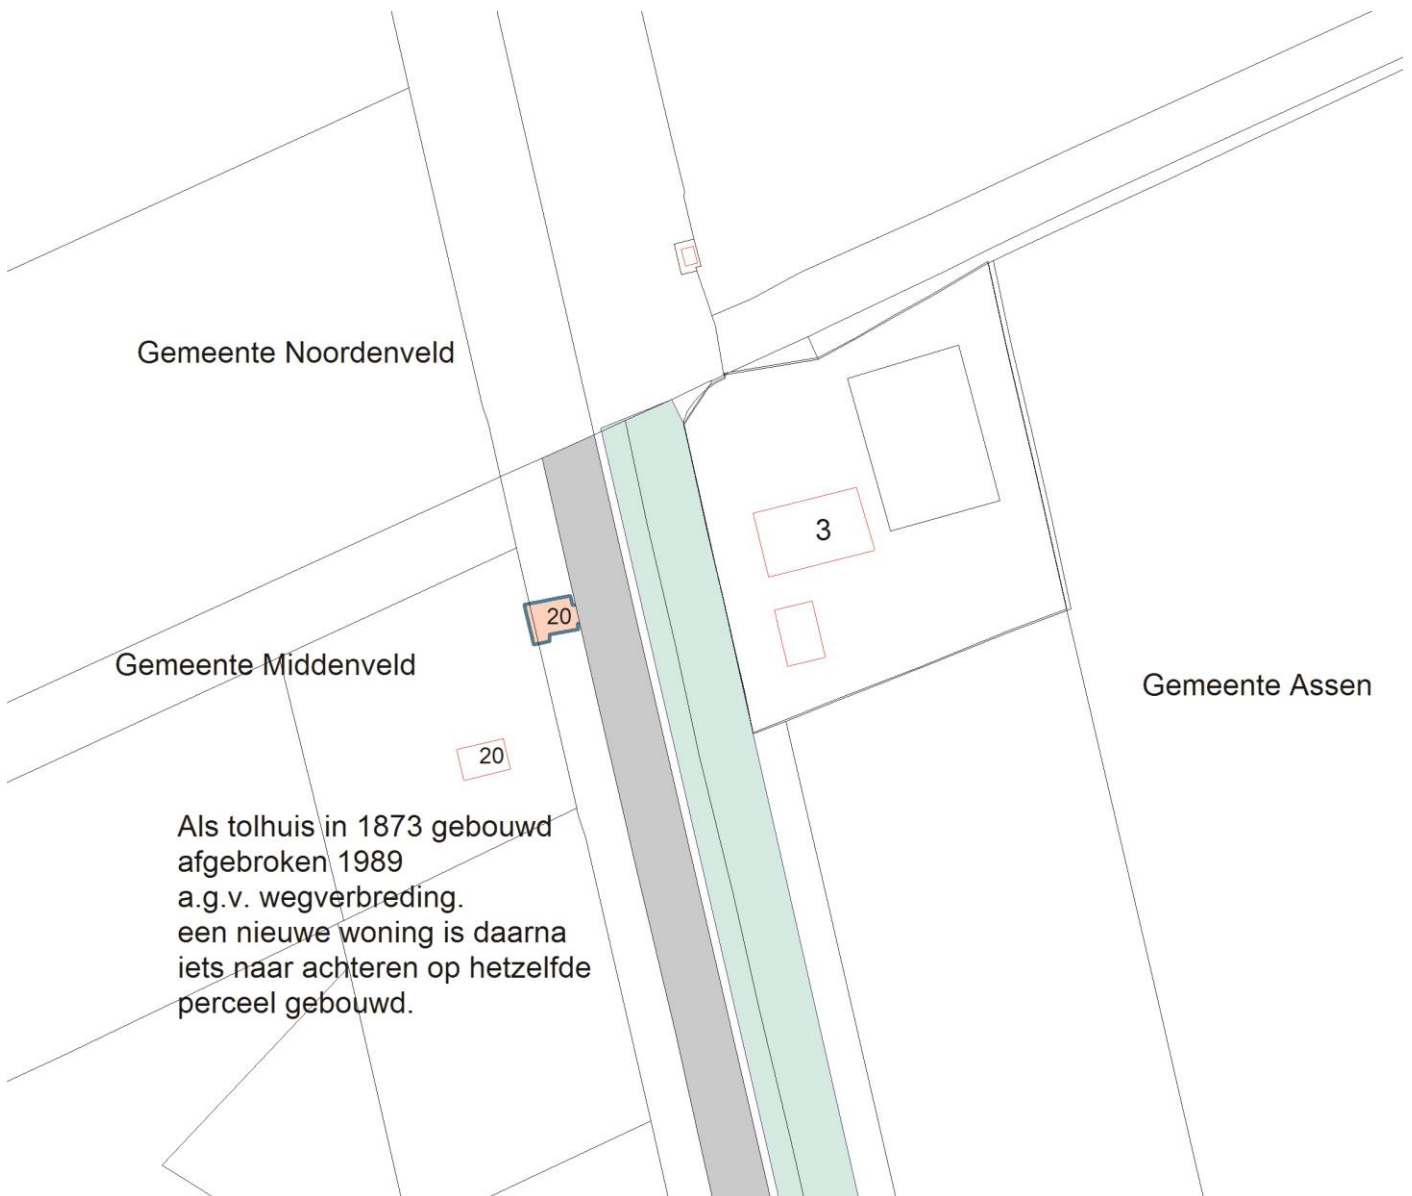 Gemeente Noordenveld
3
20
Gemeente Middenveld
Gemeente Assen
20
Als tolhuis in 1873 gebouwd
afgebroken 1989
a.g.v. wegverbreding.
een nieuwe woning is daarna
iets naar achteren op hetzelfde
perceel gebouwd.